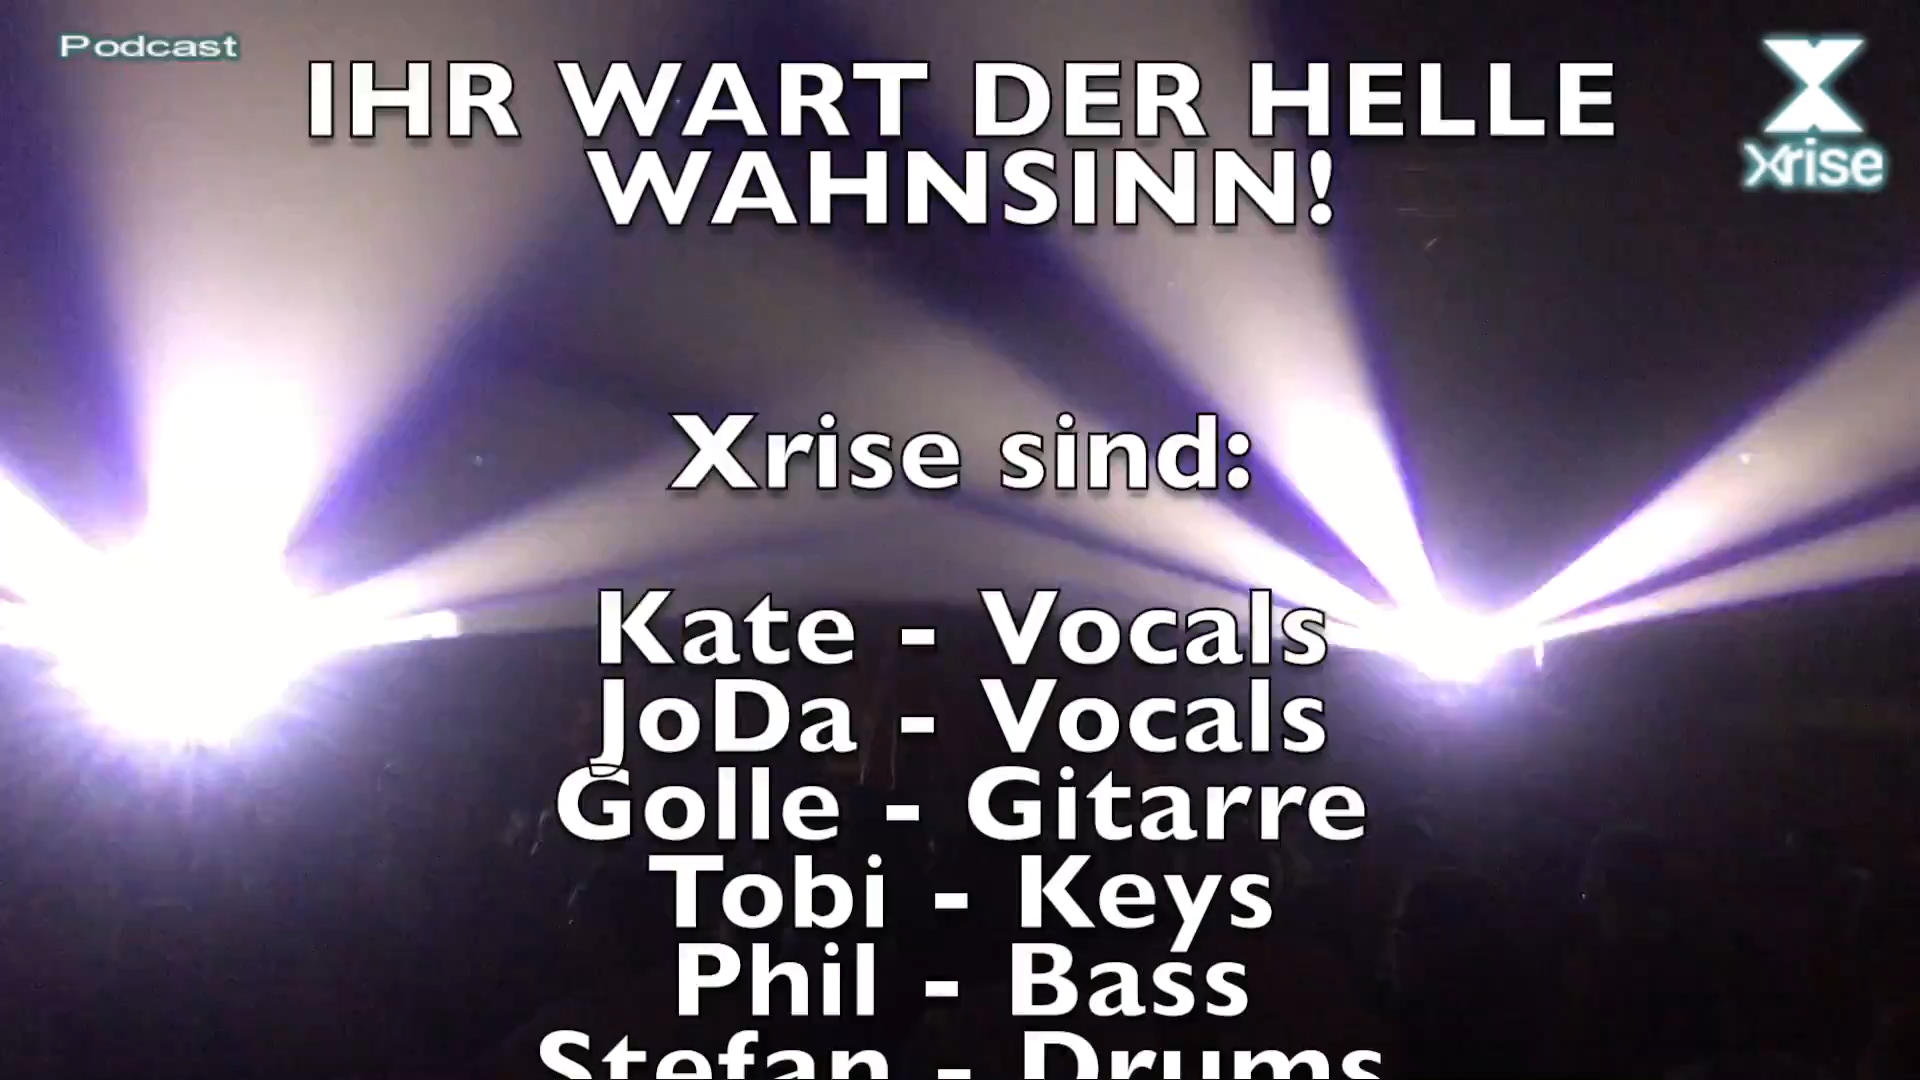 Podcast
IHR WART DER HELLE
WAHNSINN!
Xrise
Xrise sind:
Kate - Vocals
JoDa - Vocals
Golle - Gitarre
Tobi - Keys
Phil - Bass
Stefan - Drums